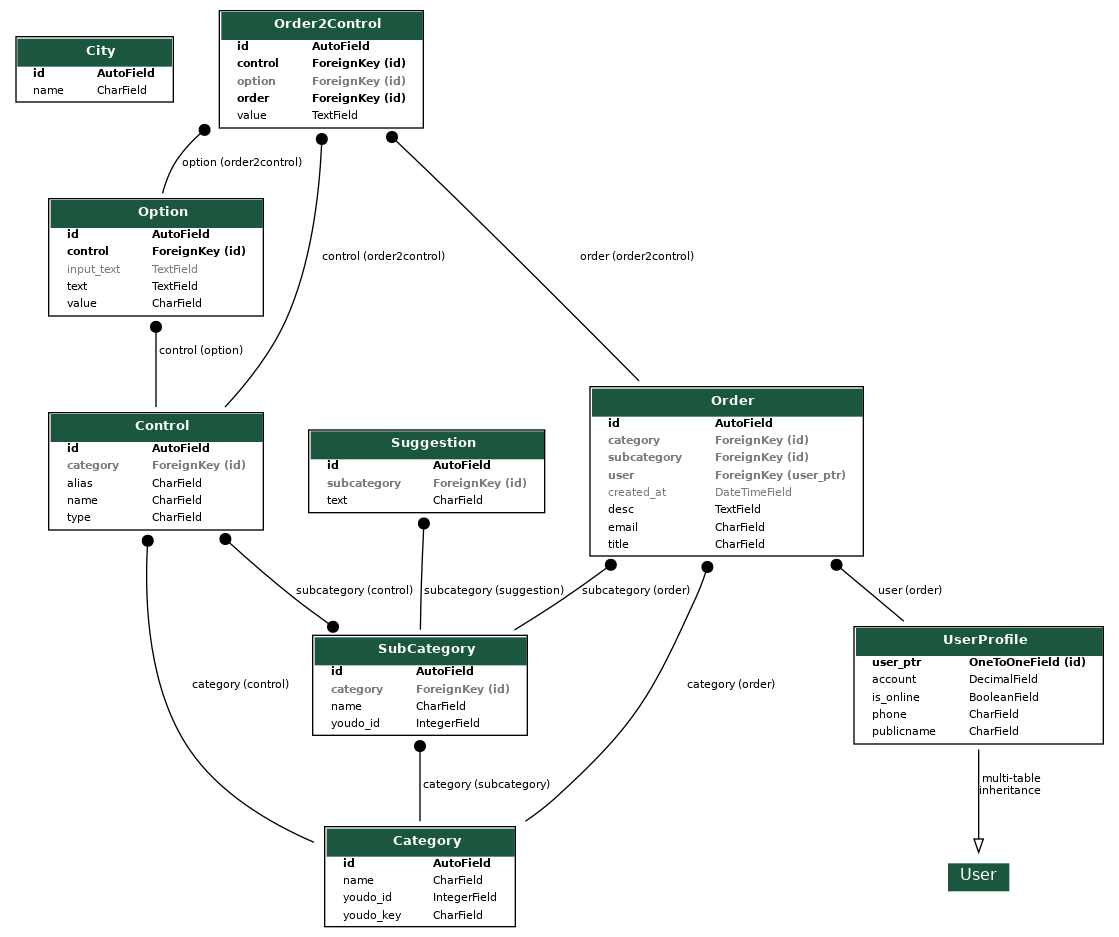 City
id AutoField
name CharField
Order2Control
id AutoField
control ForeignKey (id)
option ForeignKey (id)
order ForeignKey (id)
value TextField
option (order2control)
Option
id AutoField
control ForeignKey (id)
input_text TextField
text TextField
value CharField
control (order2control)
order (order2control)
control (option)
Control
id AutoField
category ForeignKey (id)
alias CharField
name CharField
type CharField
Suggestion
id AutoField
subcategory ForeignKey (id)
text CharField
Order
id AutoField
category ForeignKey (id)
subcategory ForeignKey (id)
user ForeignKey (user_ptr)
created_at DateTimeField
desc TextField
email CharField
title CharField
subcategory (control)
subcategory (suggestion)
subcategory (order)
user (order)
SubCategory
id AutoField
category ForeignKey (id)
name CharField
youdo_id IntegerField
UserProfile
user_ptr OneToOneField (id)
account DecimalField
is_online BooleanField
phone CharField
publicname CharField
category (control)
category (order)
category (subcategory)
multi-table
inheritance
Category
id AutoField
name CharField
youdo_id IntegerField
youdo_key CharField
User